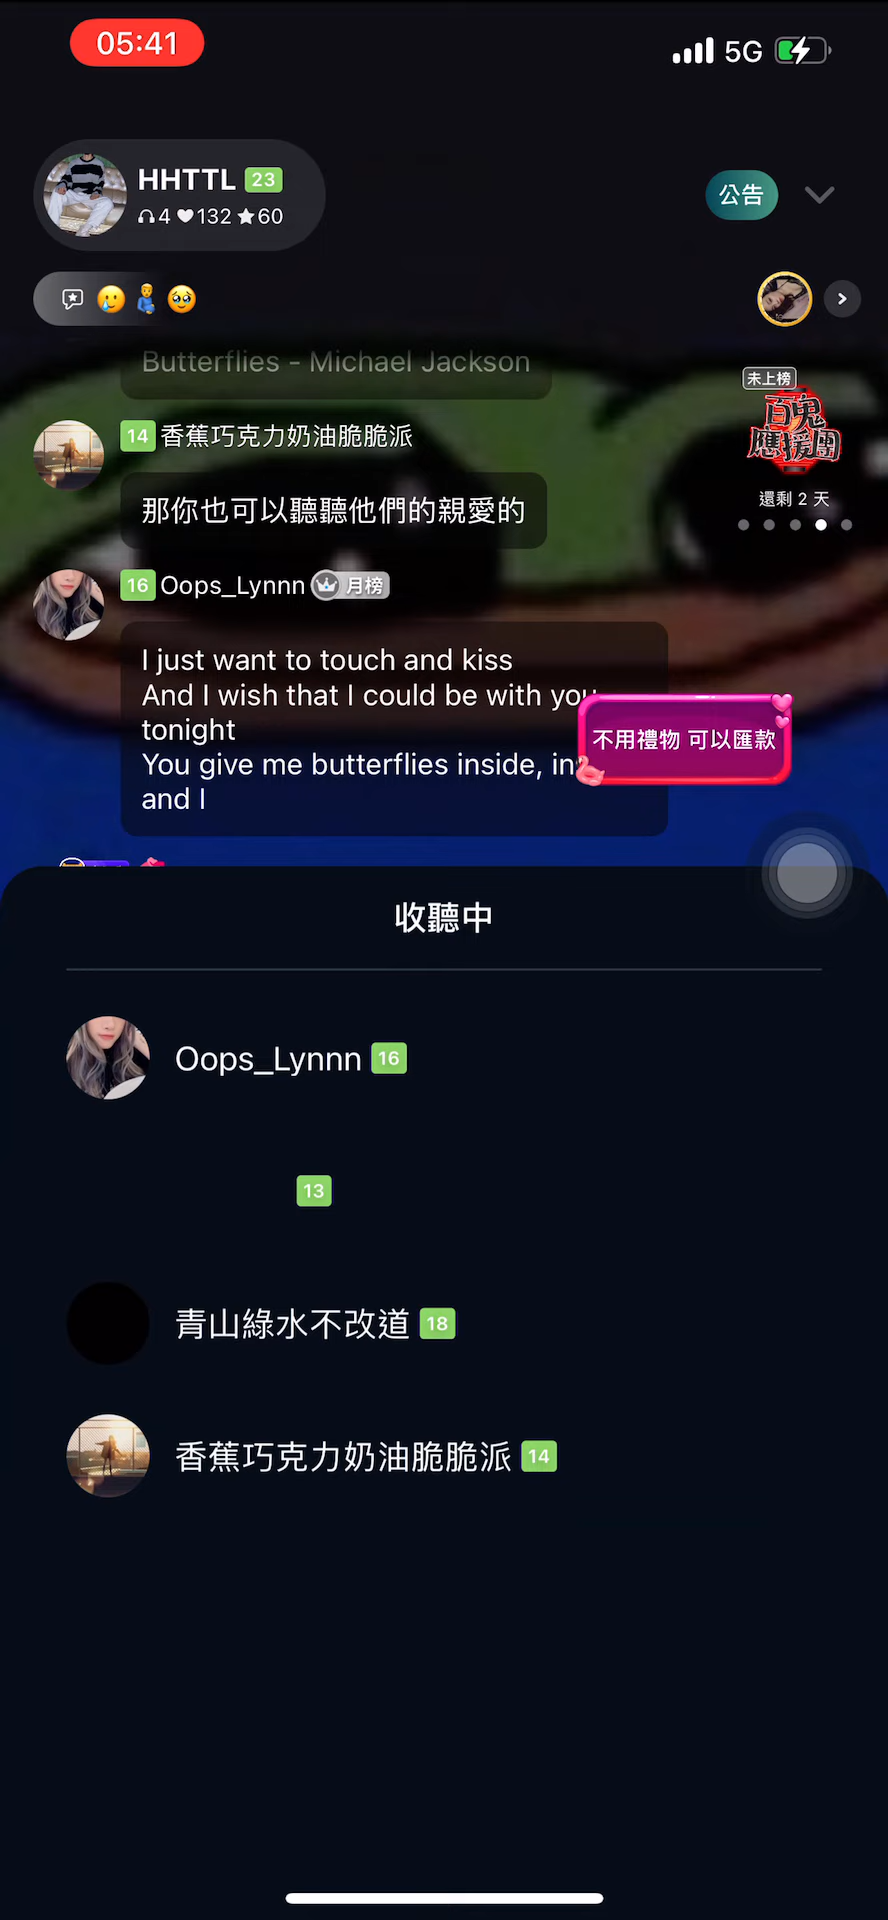 05:41
5G
HHTTL 23
4 132 60
公告
Butterflies - Michael Jackson
未上榜
百鬼
應援團
還剩 2 天
14 香蕉巧克力奶油脆脆派
那你也可以聽聽他們的親愛的
16 Oops_Lynnn 月榜
I just want to touch and kiss
And I wish that I could be with you
tonight
You give me butterflies inside, in
and I
不用禮物 可以匯款
收聽中
Oops_Lynnn 16
13
青山綠水不改道 18
香蕉巧克力奶油脆脆派 14